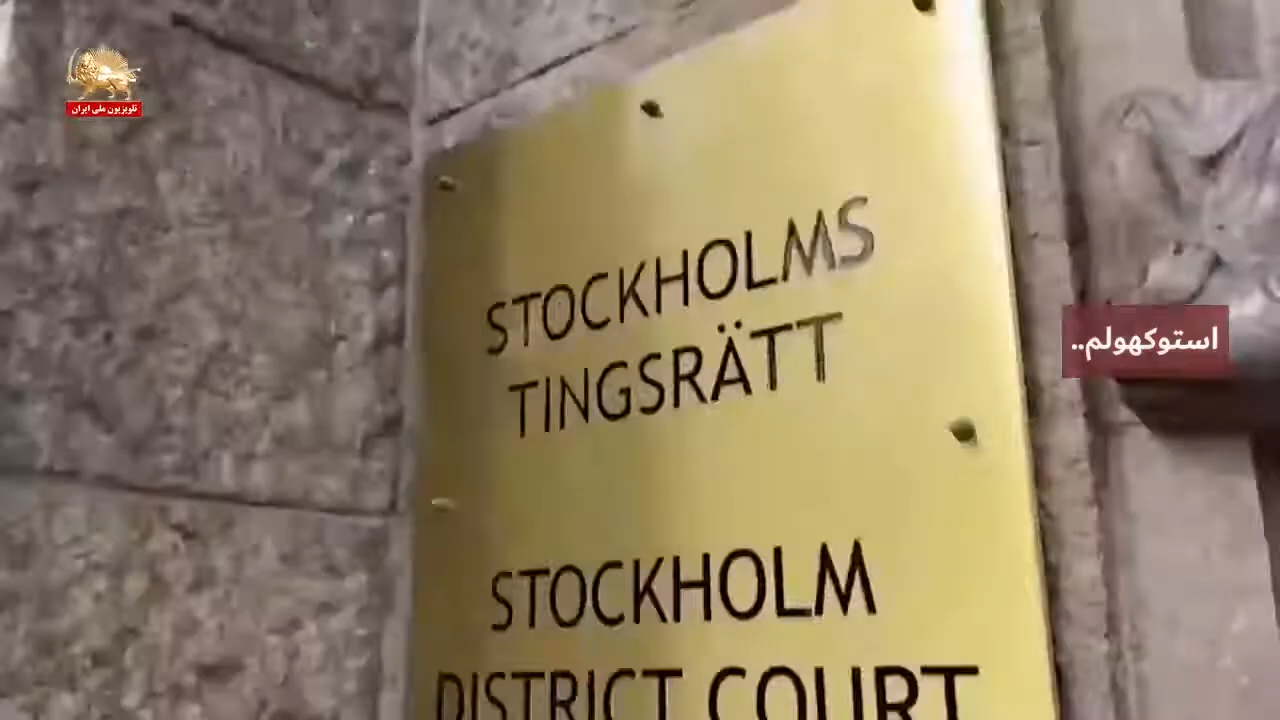 تلویزیون ملی ایران
STOCKHOLMS
TINGSRÄTT
استوکهولم..
STOCKHOLM
DISTRICT COURT